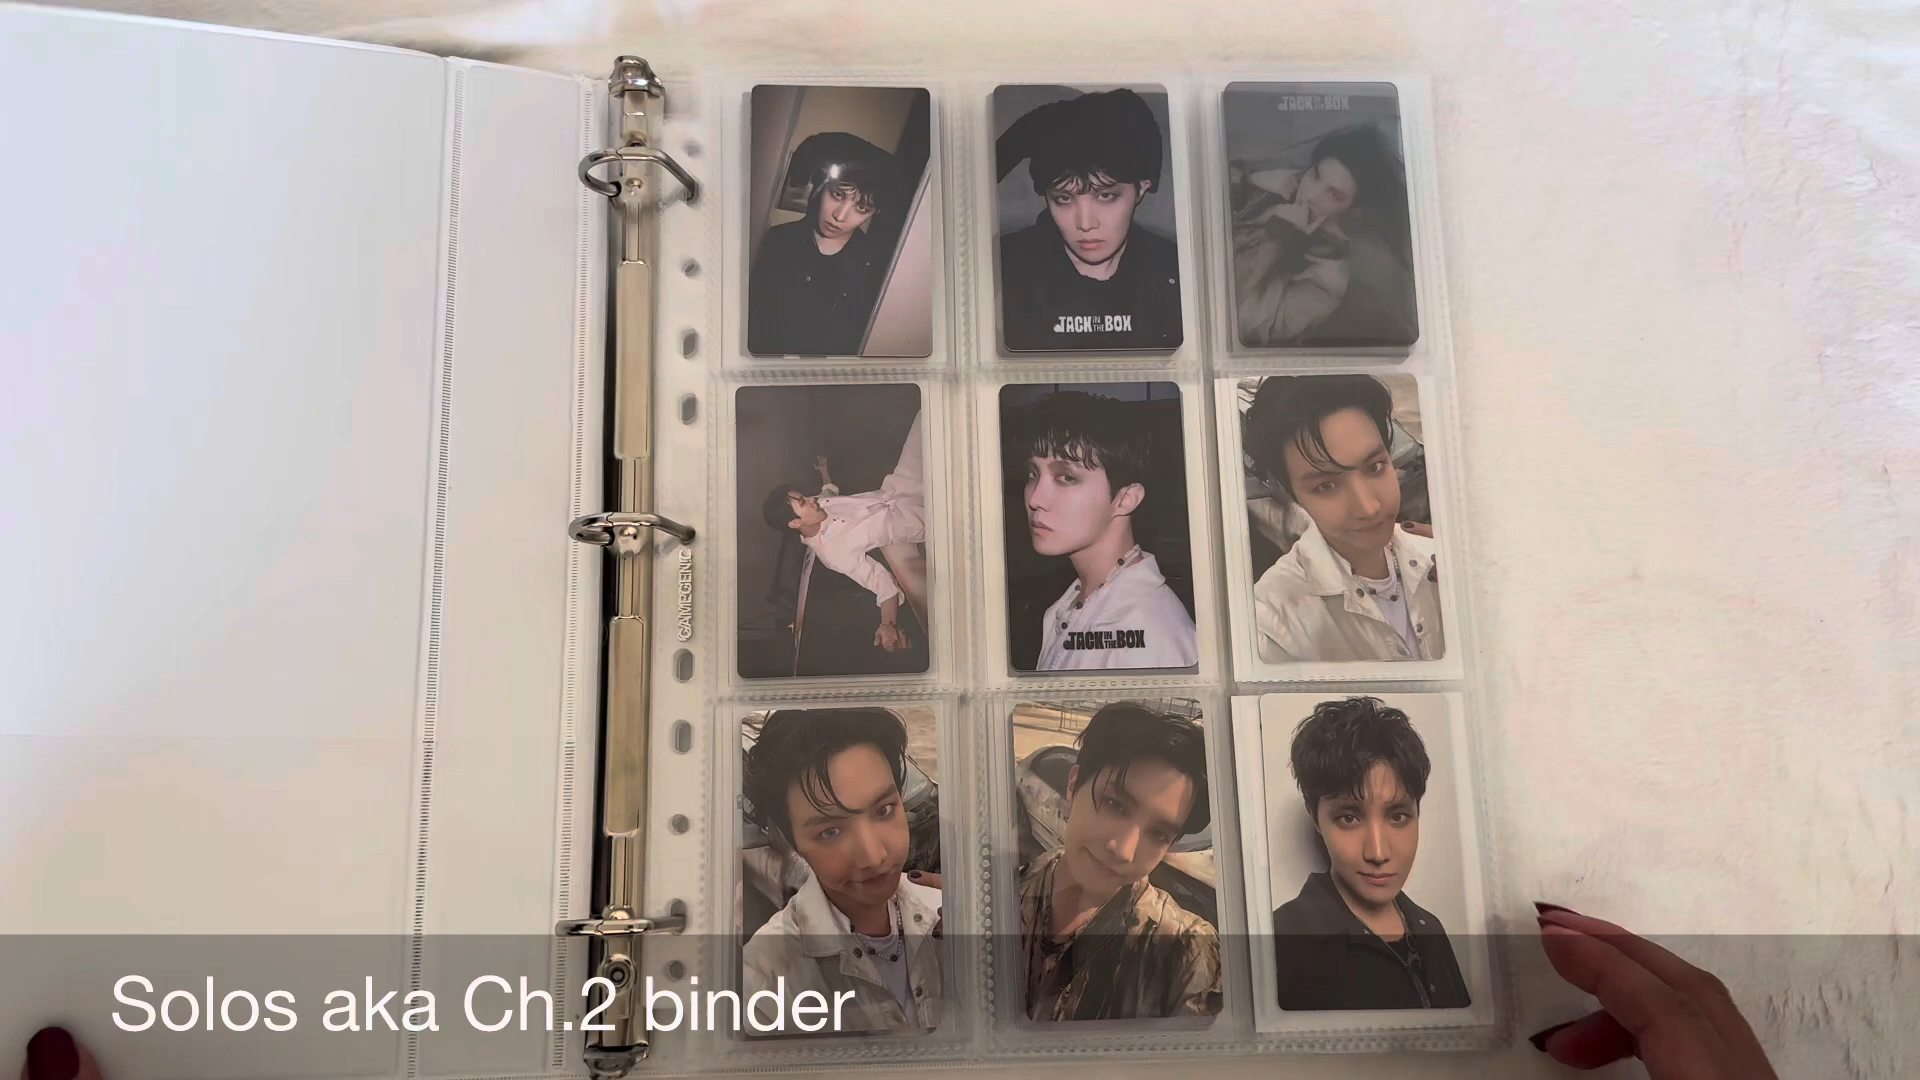 JACK IN THE BOX
JACK IN THE BOX
GAMEGENIC
JACK IN THE BOX
Solos aka Ch.2 binder